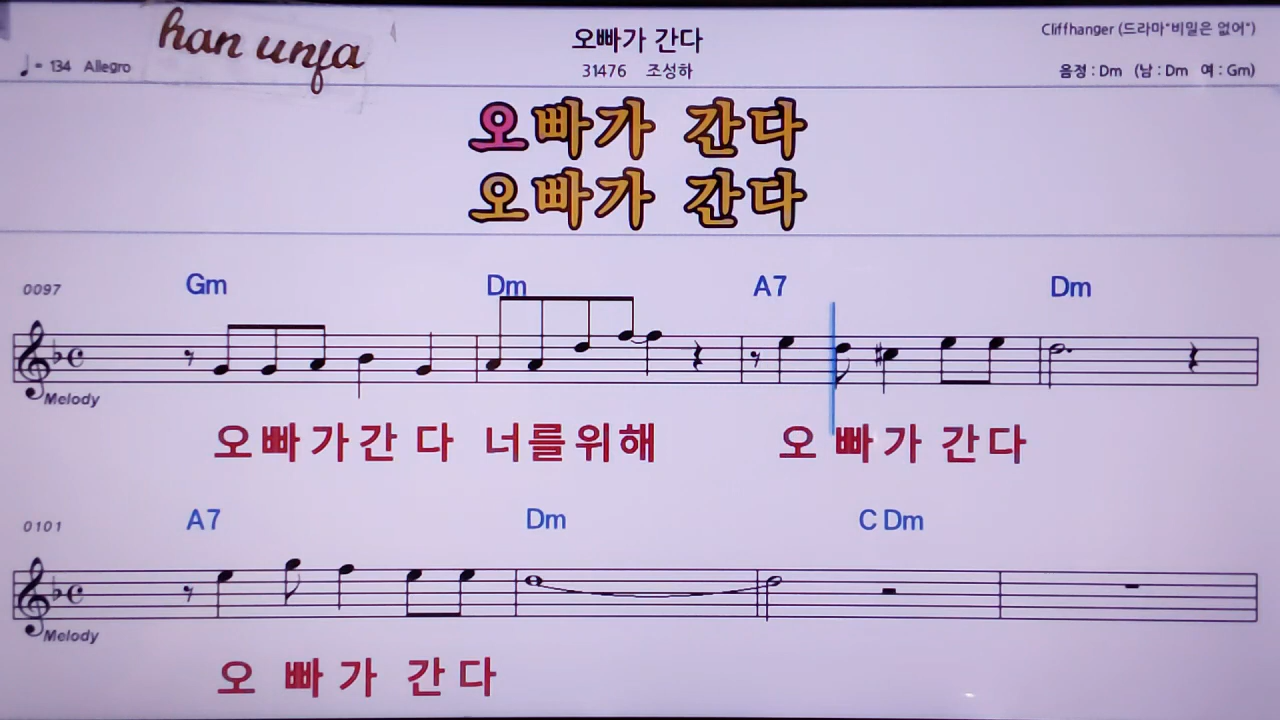 han unfa
오빠가 간다
Cliffhanger (드라마"비밀은 없어")
♩= 134 Allegro
31476 조성하
음정 : Dm (남 : Dm 여 : Gm)
오빠가 간다
오빠가 간다
0097 Gm Dm A7 Dm
Melody
오 빠 가 간 다 너 를 위 해 오 빠 가 간 다
0101 A7 Dm C Dm
Melody
오 빠 가 간 다